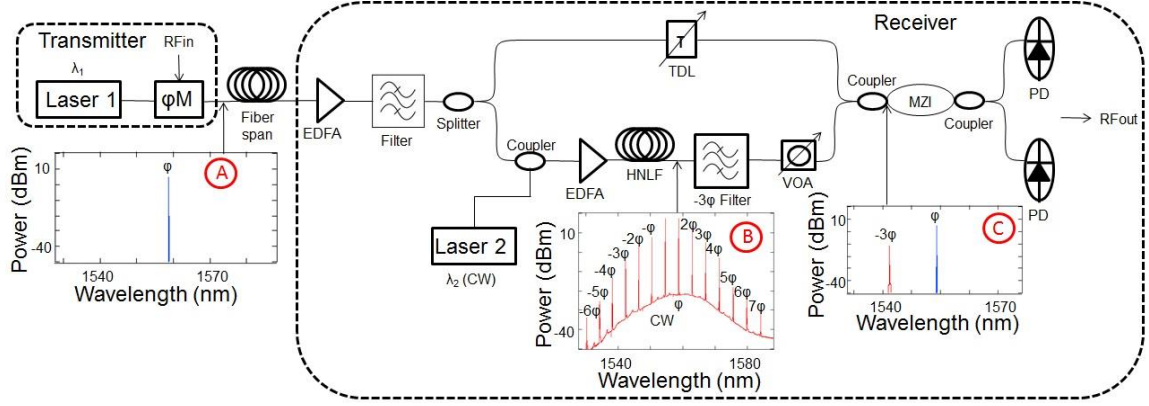 Transmitter
Receiver
RFin
λ1
Laser 1
φM
Fiber
span
EDFA
Filter
Splitter
T
TDL
Coupler
MZI
Coupler
PD
PD
RFout
Coupler
EDFA
HNLF
-3φ Filter
VOA
Laser 2
λ2 (CW)
A
φ
10
-40
Power (dBm)
1540
1570
Wavelength (nm)
B
10
-40
Power (dBm)
-6φ
-5φ
-4φ
-3φ
-2φ
-φ
CW
φ
2φ
3φ
4φ
5φ
6φ
7φ
1540
1580
Wavelength (nm)
C
-3φ
φ
10
-40
Power (dBm)
1540
1570
Wavelength (nm)